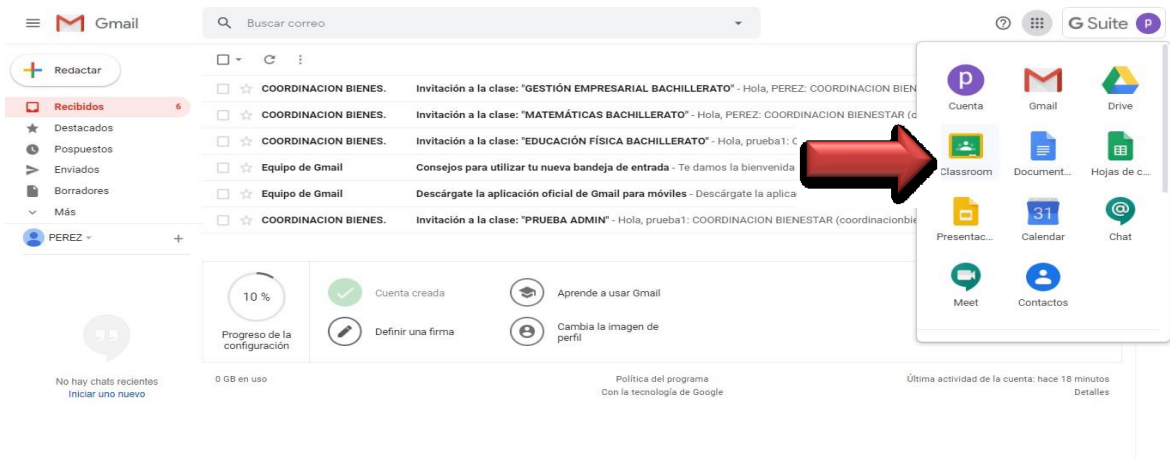 Gmail
Buscar correo
G Suite
p
Redactar
Recibidos 6
Destacados
Pospuestos
Enviados
Borradores
Más
PEREZ
+
No hay chats recientes
Iniciar uno nuevo
COORDINACION BIENES. Invitación a la clase: "GESTIÓN EMPRESARIAL BACHILLERATO" - Hola, PEREZ: COORDINACION BIEN
COORDINACION BIENES. Invitación a la clase: "MATEMÁTICAS BACHILLERATO" - Hola, PEREZ: COORDINACION BIENESTAR (c
COORDINACION BIENES. Invitación a la clase: "EDUCACIÓN FÍSICA BACHILLERATO" - Hola, prueba1: C
Equipo de Gmail Consejos para utilizar tu nueva bandeja de entrada - Te damos la bienvenida
Equipo de Gmail Descárgate la aplicación oficial de Gmail para móviles - Descárgate la aplica
COORDINACION BIENES. Invitación a la clase: "PRUEBA ADMIN" - Hola, prueba1: COORDINACION BIENESTAR (coordinacionbie
p
Cuenta Gmail Drive
Classroom Document... Hojas de c...
31
Presentac... Calendar Chat
Meet Contactos
10 %
Progreso de la
configuración
Cuenta creada
Aprende a usar Gmail
Definir una firma
Cambia la imagen de
perfil
0 GB en uso
Política del programa
Con la tecnología de Google
Última actividad de la cuenta: hace 18 minutos
Detalles